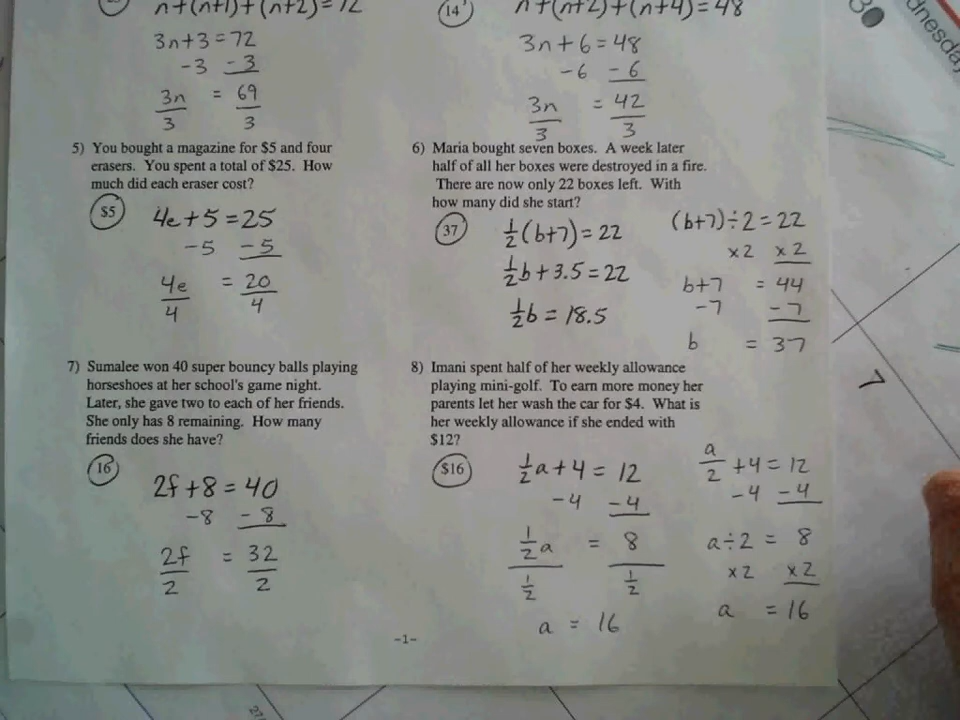 n+(n+1)+(n+2)=72
3n+3=72
-3 -3
3n = 69
3 3
14
n+(n+2)+(n+4)=48
3n+6=48
-6 -6
3n = 42
3 3
5) You bought a magazine for $5 and four
erasers. You spent a total of $25. How
much did each eraser cost?
$5
4e+5=25
-5 -5
4e = 20
4 4
6) Maria bought seven boxes. A week later
half of all her boxes were destroyed in a fire.
There are now only 22 boxes left. With
how many did she start?
37
½(b+7)=22
½b+3.5=22
½b=18.5
(b+7)÷2=22
x2 x2
b+7 = 44
-7 -7
b = 37
7) Sumalee won 40 super bouncy balls playing
horseshoes at her school's game night.
Later, she gave two to each of her friends.
She only has 8 remaining. How many
friends does she have?
16
2f+8=40
-8 -8
2f = 32
2 2
8) Imani spent half of her weekly allowance
playing mini-golf. To earn more money her
parents let her wash the car for $4. What is
her weekly allowance if she ended with
$12?
$16
½a+4=12
-4 -4
½a = 8
½ ½
a = 16
a/2 +4=12
-4 -4
a÷2 = 8
x2 x2
a = 16
-1-
7